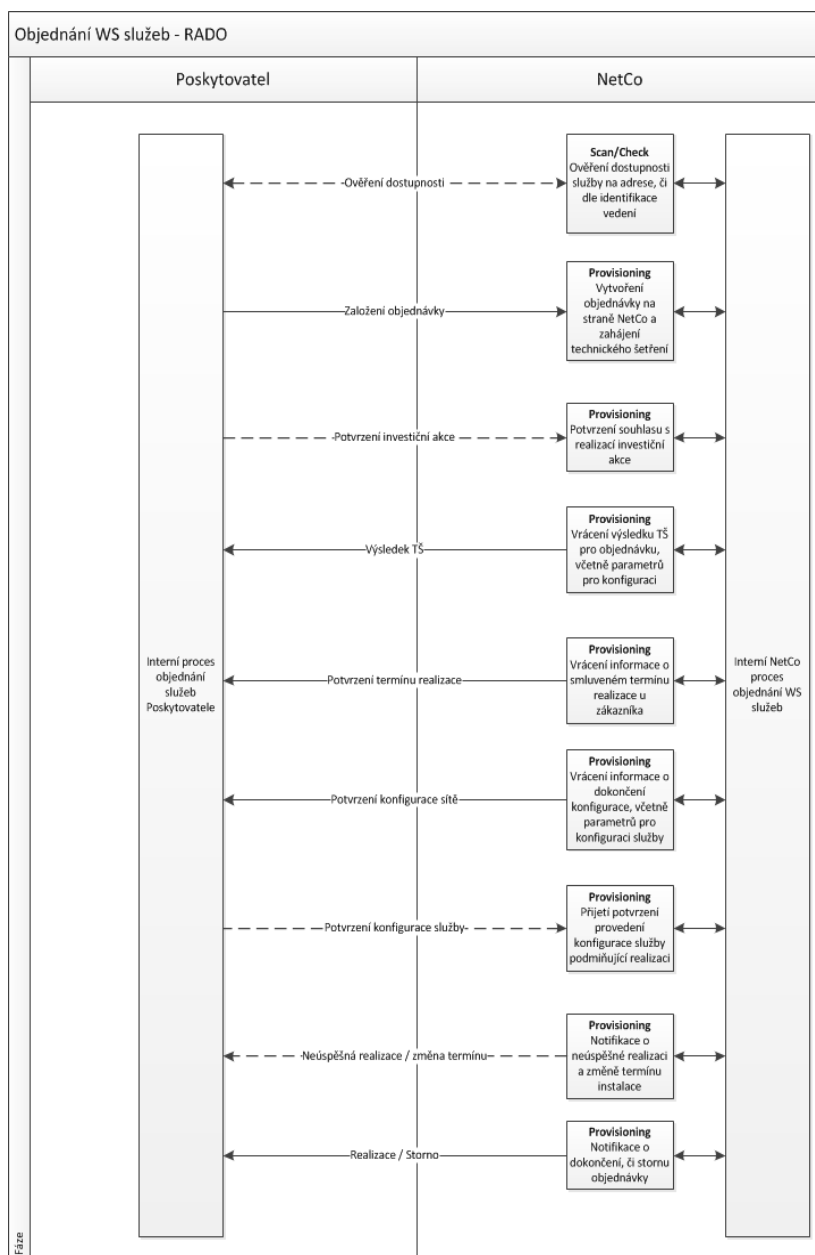 Objednání WS služeb - RADO
Poskytovatel
NetCo
Scan/Check
Ověření dostupnosti
služby na adrese, či
dle identifikace
vedení
Ověření dostupnosti
Provisioning
Vytvoření
objednávky na
straně NetCo a
zahájení
technického šetření
Založení objednávky
Provisioning
Potvrzení souhlasu s
realizací investiční
akce
Potvrzení investiční akce
Provisioning
Vrácení výsledku TŠ
pro objednávku,
včetně parametrů
pro konfiguraci
Výsledek TŠ
Interní proces
objednání
služeb
Poskytovatele
Provisioning
Vrácení informace o
smluveném termínu
realizace u
zákazníka
Potvrzení termínu realizace
Interní NetCo
proces
objednání WS
služeb
Provisioning
Vrácení informace o
dokončení
konfigurace, včetně
parametrů pro
konfiguraci služby
Potvrzení konfigurace sítě
Provisioning
Přijetí potvrzení
provedení
konfigurace služby
podmiňující realizaci
Potvrzení konfigurace služby
Provisioning
Notifikace o
neúspěšné realizaci
a změně termínu
instalace
Neúspěšná realizace / změna termínu
Provisioning
Notifikace o
dokončení, či stornu
objednávky
Realizace / Storno
Fáze